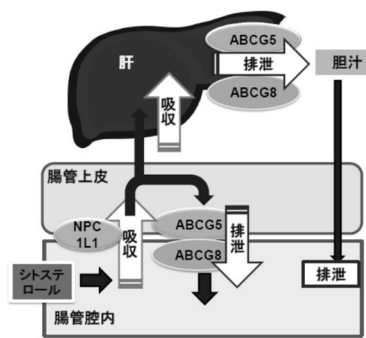 ABCG5
肝
排泄
胆汁
ABCG8
吸収
腸管上皮
NPC
1L1
吸収
ABCG5
排泄
ABCG8
シトステ
ロール
排泄
腸管腔内